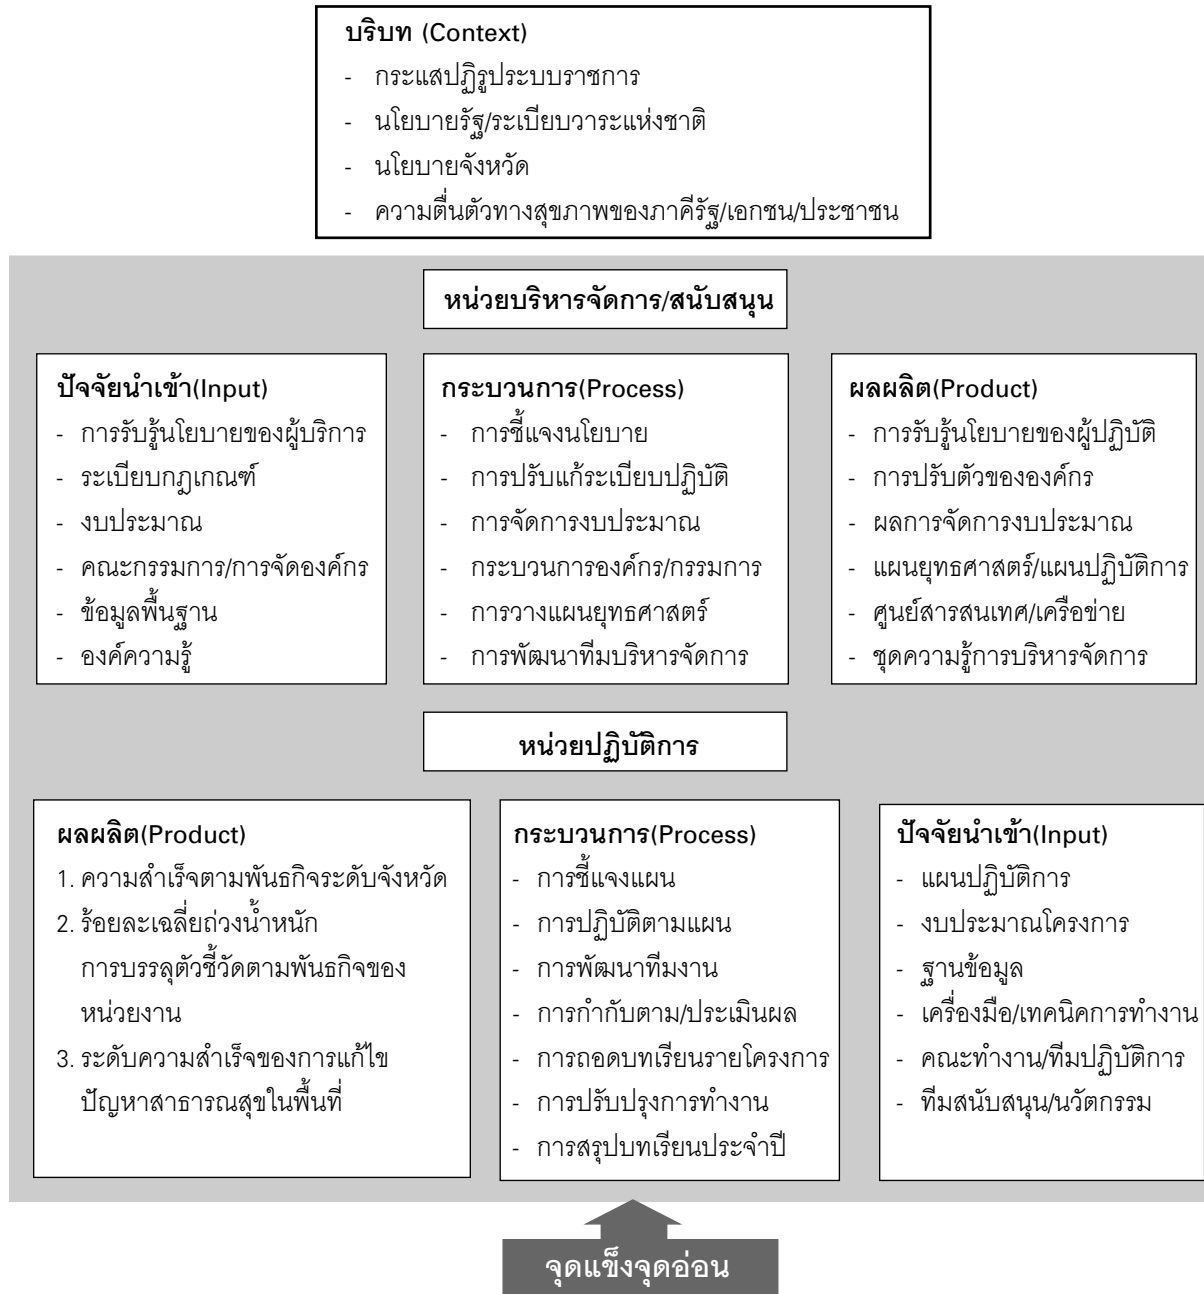 บริบท (Context)
- กระแสปฏิรูประบบราชการ
- นโยบายรัฐ/ระเบียบวาระแห่งชาติ
- นโยบายจังหวัด
- ความตื่นตัวทางสุขภาพของภาคีรัฐ/เอกชน/ประชาชน
หน่วยบริหารจัดการ/สนับสนุน
ปัจจัยนำเข้า(Input)
- การรับรู้นโยบายของผู้บริการ
- ระเบียบกฎเกณฑ์
- งบประมาณ
- คณะกรรมการ/การจัดองค์กร
- ข้อมูลพื้นฐาน
- องค์ความรู้
กระบวนการ(Process)
- การชี้แจงนโยบาย
- การปรับแก้ระเบียบปฏิบัติ
- การจัดการงบประมาณ
- กระบวนการองค์กร/กรรมการ
- การวางแผนยุทธศาสตร์
- การพัฒนาทีมบริหารจัดการ
ผลผลิต(Product)
- การรับรู้นโยบายของผู้ปฏิบัติ
- การปรับตัวขององค์กร
- ผลการจัดการงบประมาณ
- แผนยุทธศาสตร์/แผนปฏิบัติการ
- ศูนย์สารสนเทศ/เครือข่าย
- ชุดความรู้การบริหารจัดการ
หน่วยปฏิบัติการ
ผลผลิต(Product)
1. ความสำเร็จตามพันธกิจระดับจังหวัด
2. ร้อยละเฉลี่ยถ่วงน้ำหนัก
การบรรลุตัวชี้วัดตามพันธกิจของ
หน่วยงาน
3. ระดับความสำเร็จของการแก้ไข
ปัญหาสาธารณสุขในพื้นที่
กระบวนการ(Process)
- การชี้แจงแผน
- การปฏิบัติตามแผน
- การพัฒนาทีมงาน
- การกำกับตาม/ประเมินผล
- การถอดบทเรียนรายโครงการ
- การปรับปรุงการทำงาน
- การสรุปบทเรียนประจำปี
ปัจจัยนำเข้า(Input)
- แผนปฏิบัติการ
- งบประมาณโครงการ
- ฐานข้อมูล
- เครื่องมือ/เทคนิคการทำงาน
- คณะทำงาน/ทีมปฏิบัติการ
- ทีมสนับสนุน/นวัตกรรม
จุดแข็งจุดอ่อน